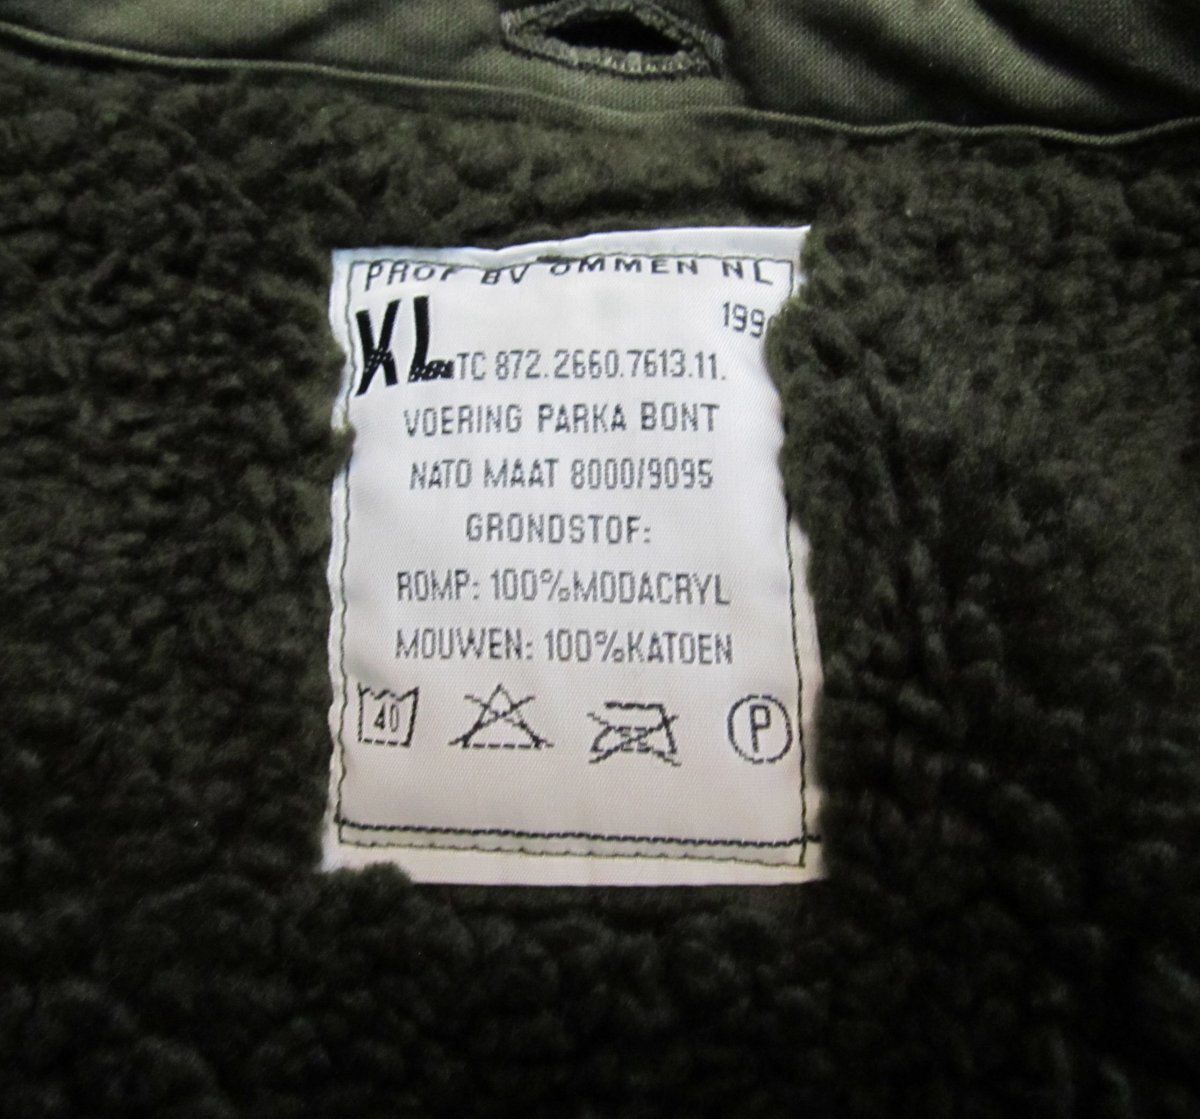 PROF BV OMMEN NL
199
XL
TC 872.2660.7613.11.
VOERING PARKA BONT
NATO MAAT 8000/9095
GRONDSTOF:
ROMP: 100%MODACRYL
MOUWEN: 100%KATOEN
40 P